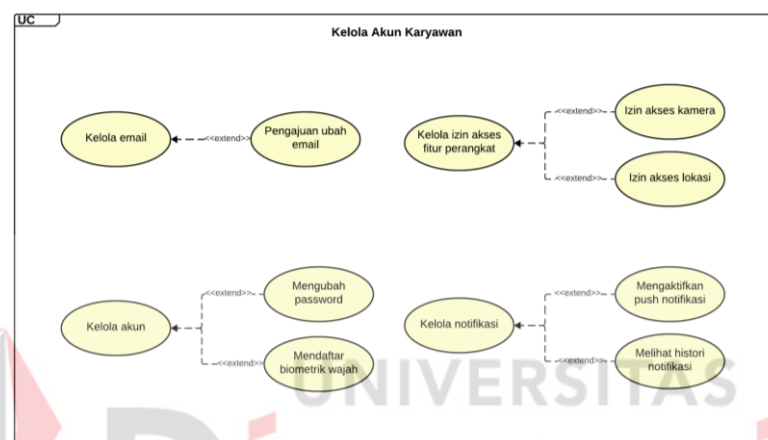 UC
Kelola Akun Karyawan
Kelola email
<<extend>>
Pengajuan ubah
email
Kelola izin akses
fitur perangkat
<<extend>>
Izin akses kamera
<<extend>>
Izin akses lokasi
Kelola akun
<<extend>>
Mengubah
password
<<extend>>
Mendaftar
biometrik wajah
Kelola notifikasi
<<extend>>
Mengaktifkan
push notifikasi
<<extend>>
Melihat histori
notifikasi
UNIVERSITAS